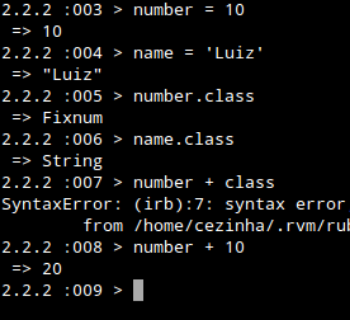 2.2.2 :003 > number = 10
=> 10
2.2.2 :004 > name = 'Luiz'
=> "Luiz"
2.2.2 :005 > number.class
=> Fixnum
2.2.2 :006 > name.class
=> String
2.2.2 :007 > number + class
SyntaxError: (irb):7: syntax error
from /home/cezinha/.rvm/rub
2.2.2 :008 > number + 10
=> 20
2.2.2 :009 >